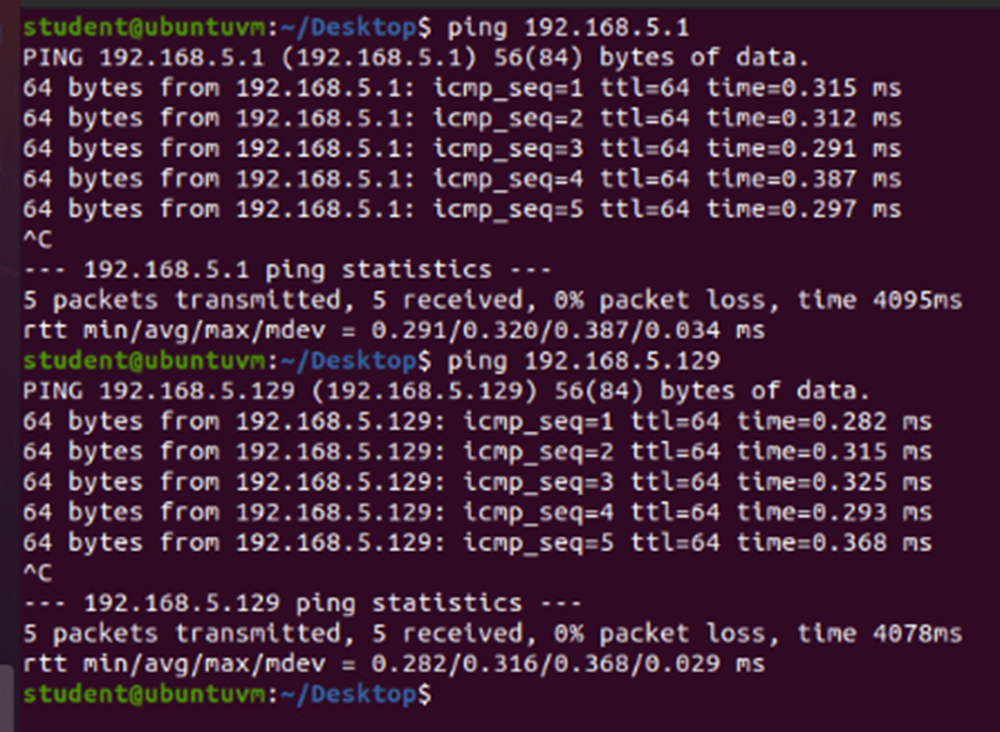 student@ubuntuvm:~/Desktop$ ping 192.168.5.1
PING 192.168.5.1 (192.168.5.1) 56(84) bytes of data.
64 bytes from 192.168.5.1: icmp_seq=1 ttl=64 time=0.315 ms
64 bytes from 192.168.5.1: icmp_seq=2 ttl=64 time=0.312 ms
64 bytes from 192.168.5.1: icmp_seq=3 ttl=64 time=0.291 ms
64 bytes from 192.168.5.1: icmp_seq=4 ttl=64 time=0.387 ms
64 bytes from 192.168.5.1: icmp_seq=5 ttl=64 time=0.297 ms
^C
--- 192.168.5.1 ping statistics ---
5 packets transmitted, 5 received, 0% packet loss, time 4095ms
rtt min/avg/max/mdev = 0.291/0.320/0.387/0.034 ms
student@ubuntuvm:~/Desktop$ ping 192.168.5.129
PING 192.168.5.129 (192.168.5.129) 56(84) bytes of data.
64 bytes from 192.168.5.129: icmp_seq=1 ttl=64 time=0.282 ms
64 bytes from 192.168.5.129: icmp_seq=2 ttl=64 time=0.315 ms
64 bytes from 192.168.5.129: icmp_seq=3 ttl=64 time=0.325 ms
64 bytes from 192.168.5.129: icmp_seq=4 ttl=64 time=0.293 ms
64 bytes from 192.168.5.129: icmp_seq=5 ttl=64 time=0.368 ms
^C
--- 192.168.5.129 ping statistics ---
5 packets transmitted, 5 received, 0% packet loss, time 4078ms
rtt min/avg/max/mdev = 0.282/0.316/0.368/0.029 ms
student@ubuntuvm:~/Desktop$